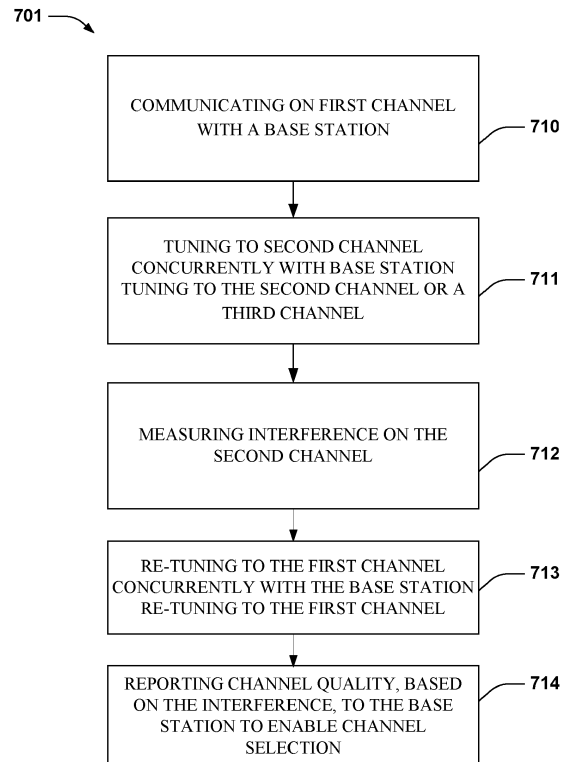 701
COMMUNICATING ON FIRST CHANNEL
WITH A BASE STATION
710
TUNING TO SECOND CHANNEL
CONCURRENTLY WITH BASE STATION
TUNING TO THE SECOND CHANNEL OR A
THIRD CHANNEL
711
MEASURING INTERFERENCE ON THE
SECOND CHANNEL
712
RE-TUNING TO THE FIRST CHANNEL
CONCURRENTLY WITH THE BASE STATION
RE-TUNING TO THE FIRST CHANNEL
713
REPORTING CHANNEL QUALITY, BASED
ON THE INTERFERENCE, TO THE BASE
STATION TO ENABLE CHANNEL
SELECTION
714